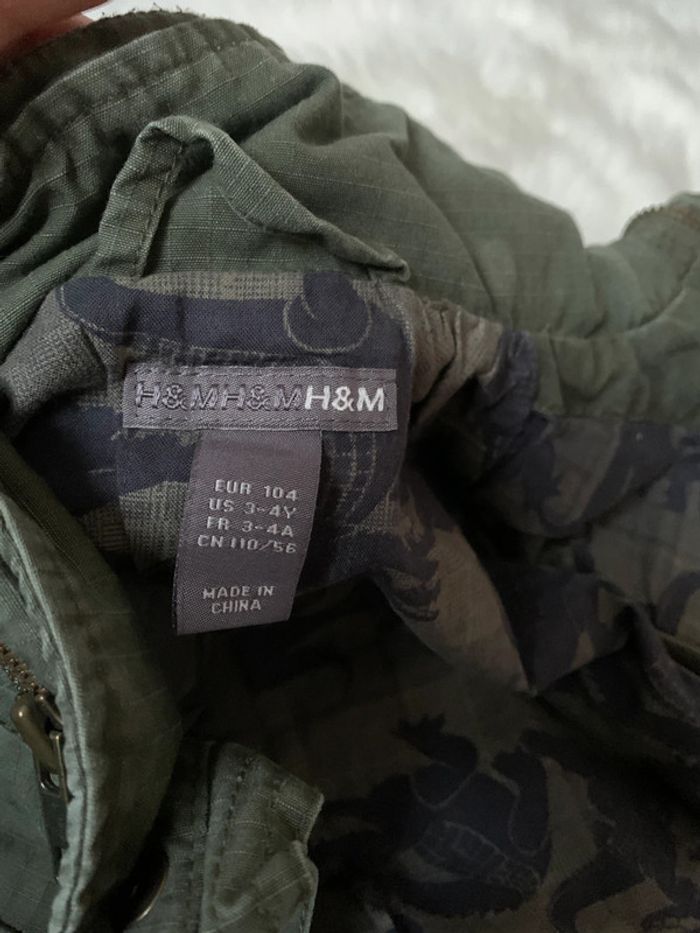 H&MH&MH&M
EUR 104
US 3-4Y
FR 3-4A
CN 110/56
MADE IN
CHINA